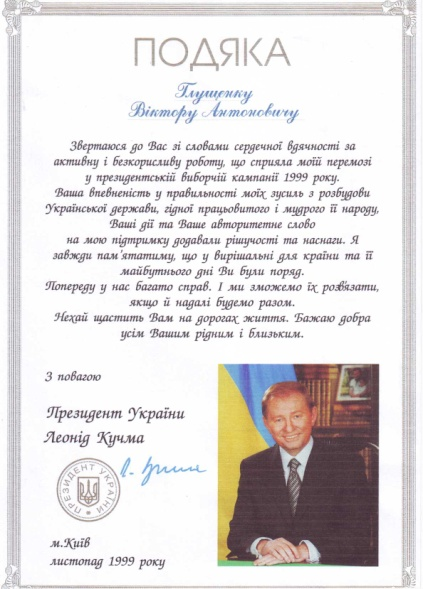 ПОДЯКА
Глущенку
Віктору Антоновичу
Звертаюся до Вас зі словами сердечної вдячності за
активну і безкорисливу роботу, що сприяла моїй перемозі
у президентській виборчій кампанії 1999 року.
Ваша впевненість у правильності моїх зусиль з розбудови
Української держави, гідної працьовитого і мудрого її народу,
Ваші дії та Ваше авторитетне слово
на мою підтримку додавали рішучості та наснаги. Я
завжди пам'ятатиму, що у вирішальні для країни та її
майбутнього дні Ви були поряд.
Попереду у нас багато справ. І ми зможемо їх розв'язати,
якщо й надалі будемо разом.
Нехай щастить Вам на дорогах життя. Бажаю добра
усім Вашим рідним і близьким.
З повагою
Президент України
Леонід Кучма
ПРЕЗИДЕНТ УКРАЇНИ
м.Київ
листопад 1999 року